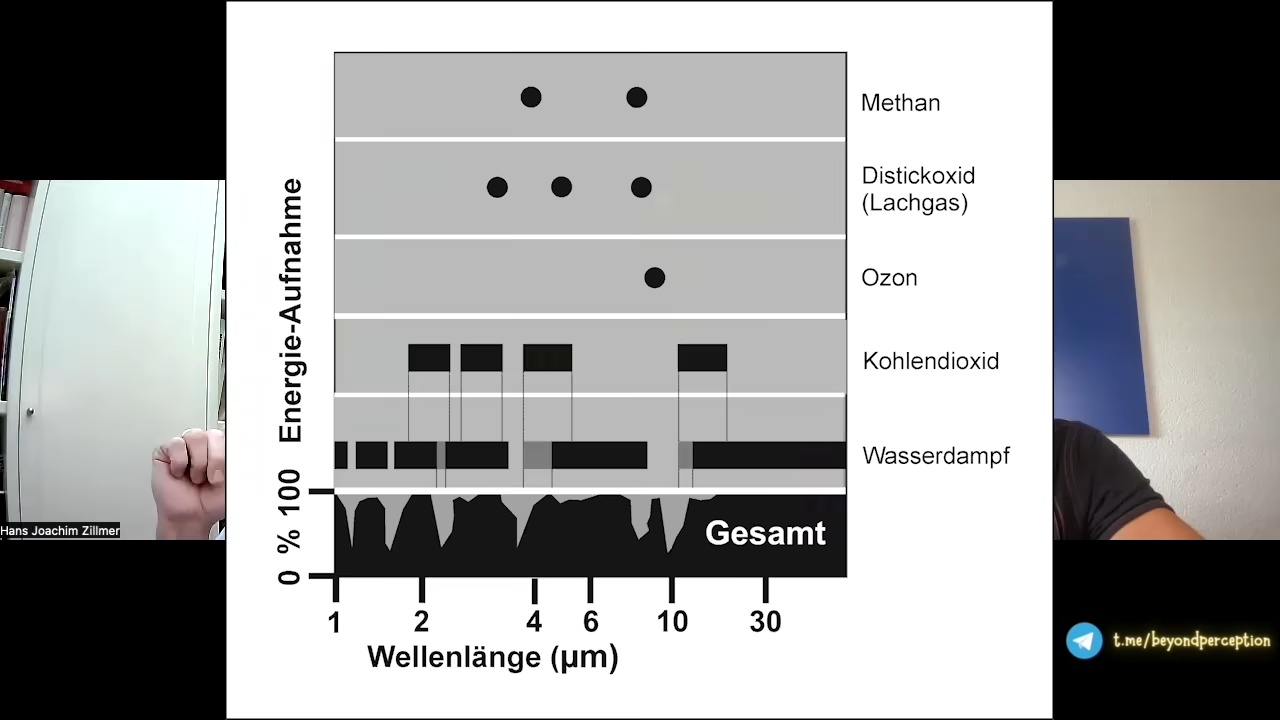 Methan
Distickoxid
(Lachgas)
Ozon
Kohlendioxid
Wasserdampf
Energie-Aufnahme
0 % 100
Gesamt
1 2 4 6 10 30
Wellenlänge (µm)
Hans Joachim Zillmer
t.me/beyondperception